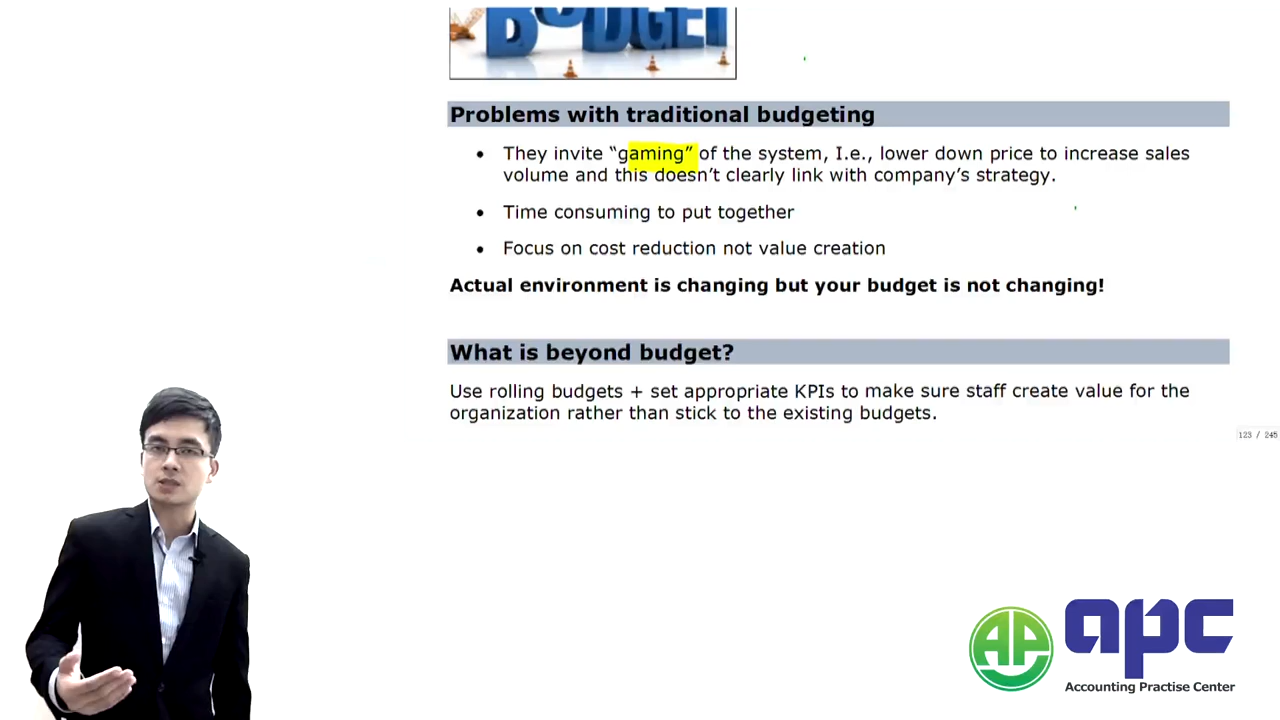 BUDGET
Problems with traditional budgeting
• They invite “gaming” of the system, I.e., lower down price to increase sales
volume and this doesn’t clearly link with company’s strategy.
• Time consuming to put together
• Focus on cost reduction not value creation
Actual environment is changing but your budget is not changing!
What is beyond budget?
Use rolling budgets + set appropriate KPIs to make sure staff create value for the
organization rather than stick to the existing budgets.
123 / 245
AP
apc
Accounting Practise Center